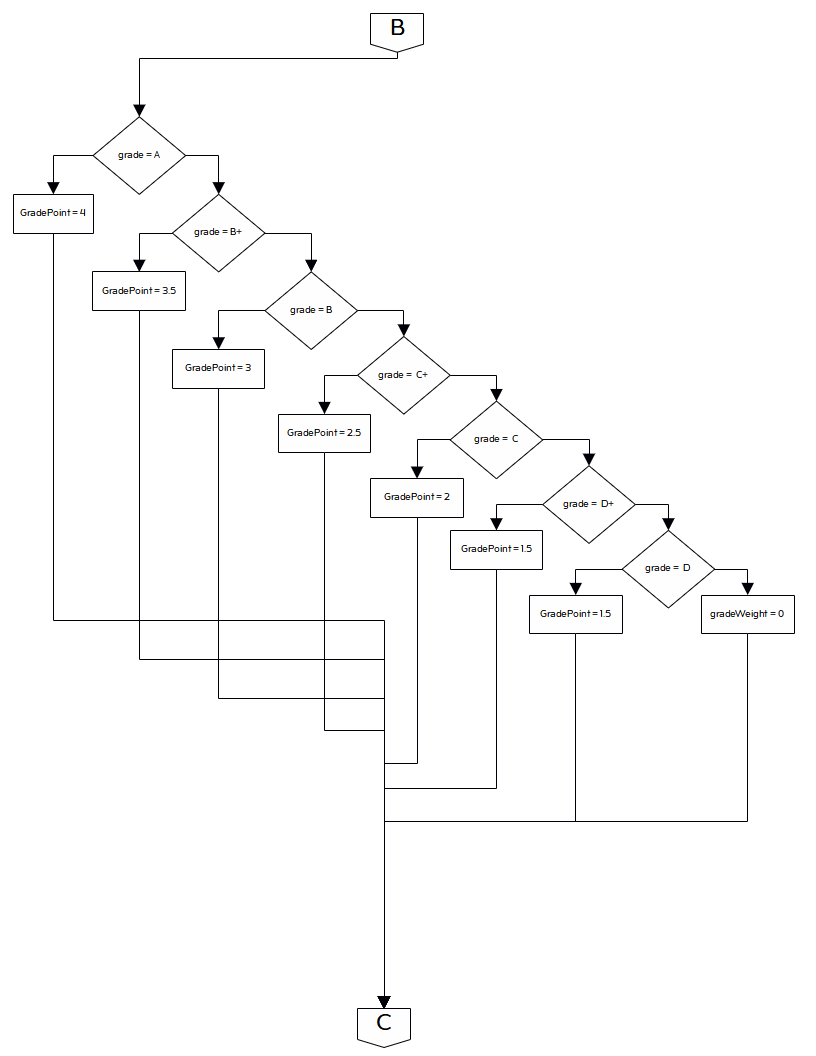 B
grade = A
GradePoint = 4
grade = B+
GradePoint = 3.5
grade = B
GradePoint = 3
grade = C+
GradePoint = 2.5
grade = C
GradePoint = 2
grade = D+
GradePoint = 1.5
grade = D
GradePoint = 1.5
gradeWeight = 0
C